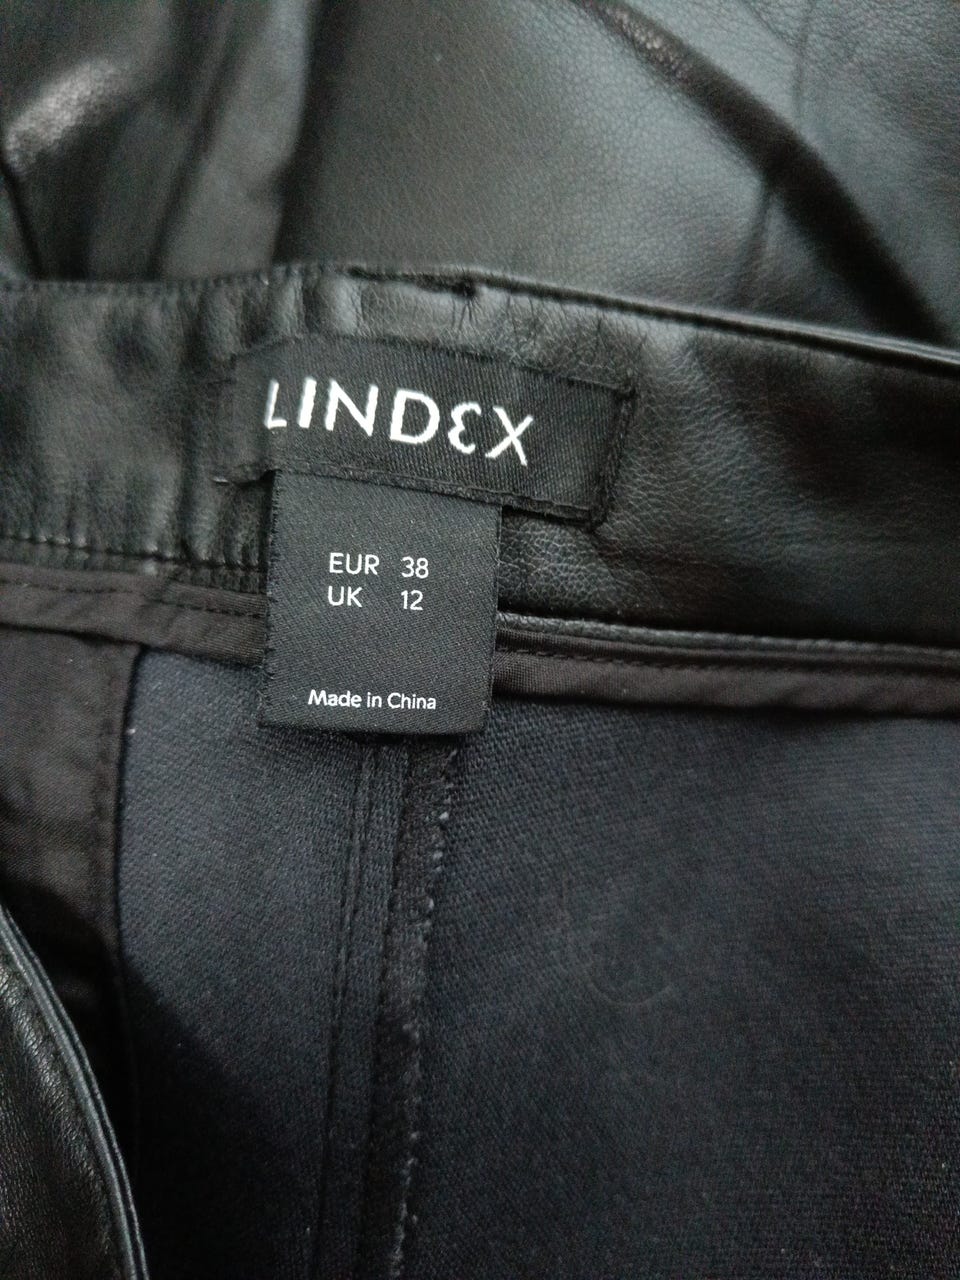 LINDEX
EUR 38
UK 12
Made in China